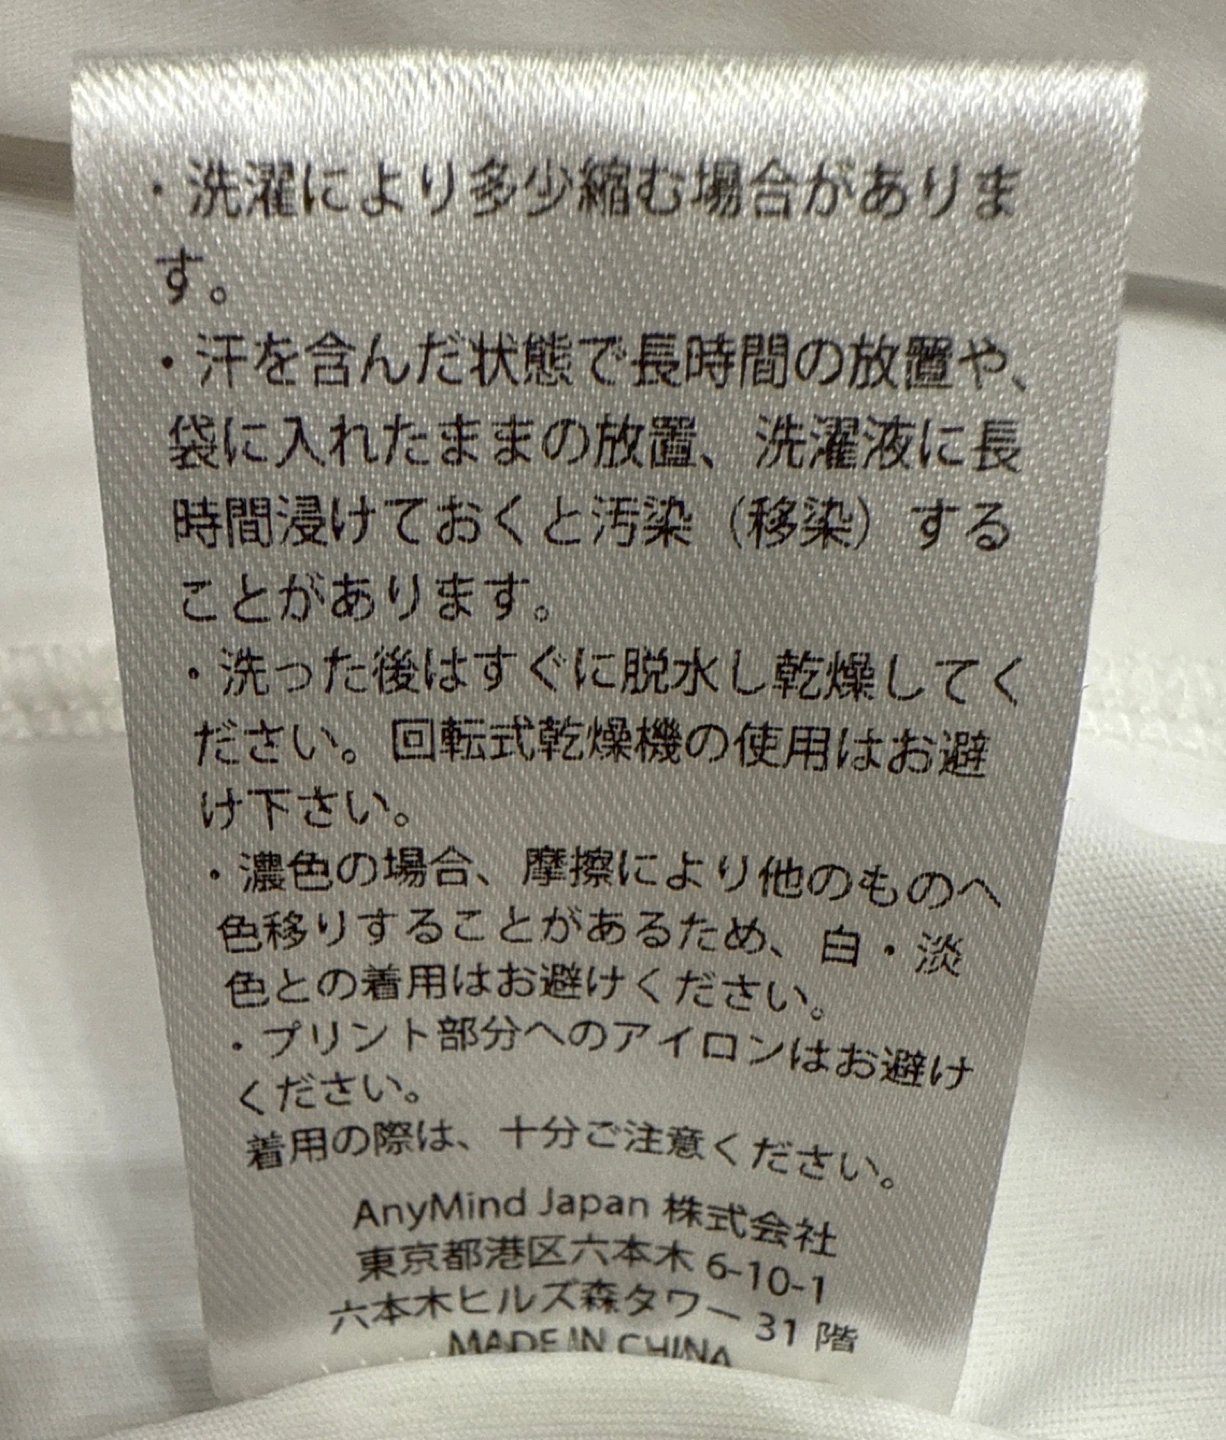 ・洗濯により多少縮む場合がありま
す。
・汗を含んだ状態で長時間の放置や、
袋に入れたままの放置、洗濯液に長
時間浸けておくと汚染（移染）する
ことがあります。
・洗った後はすぐに脱水し乾燥してく
ださい。回転式乾燥機の使用はお避
け下さい。
・濃色の場合、摩擦により他のものへ
色移りすることがあるため、白・淡
色との着用はお避けください。
・プリント部分へのアイロンはお避け
ください。
着用の際は、十分ご注意ください。
AnyMind Japan 株式会社
東京都港区六本木 6-10-1
六本木ヒルズ森タワー 31 階
MADE IN CHINA